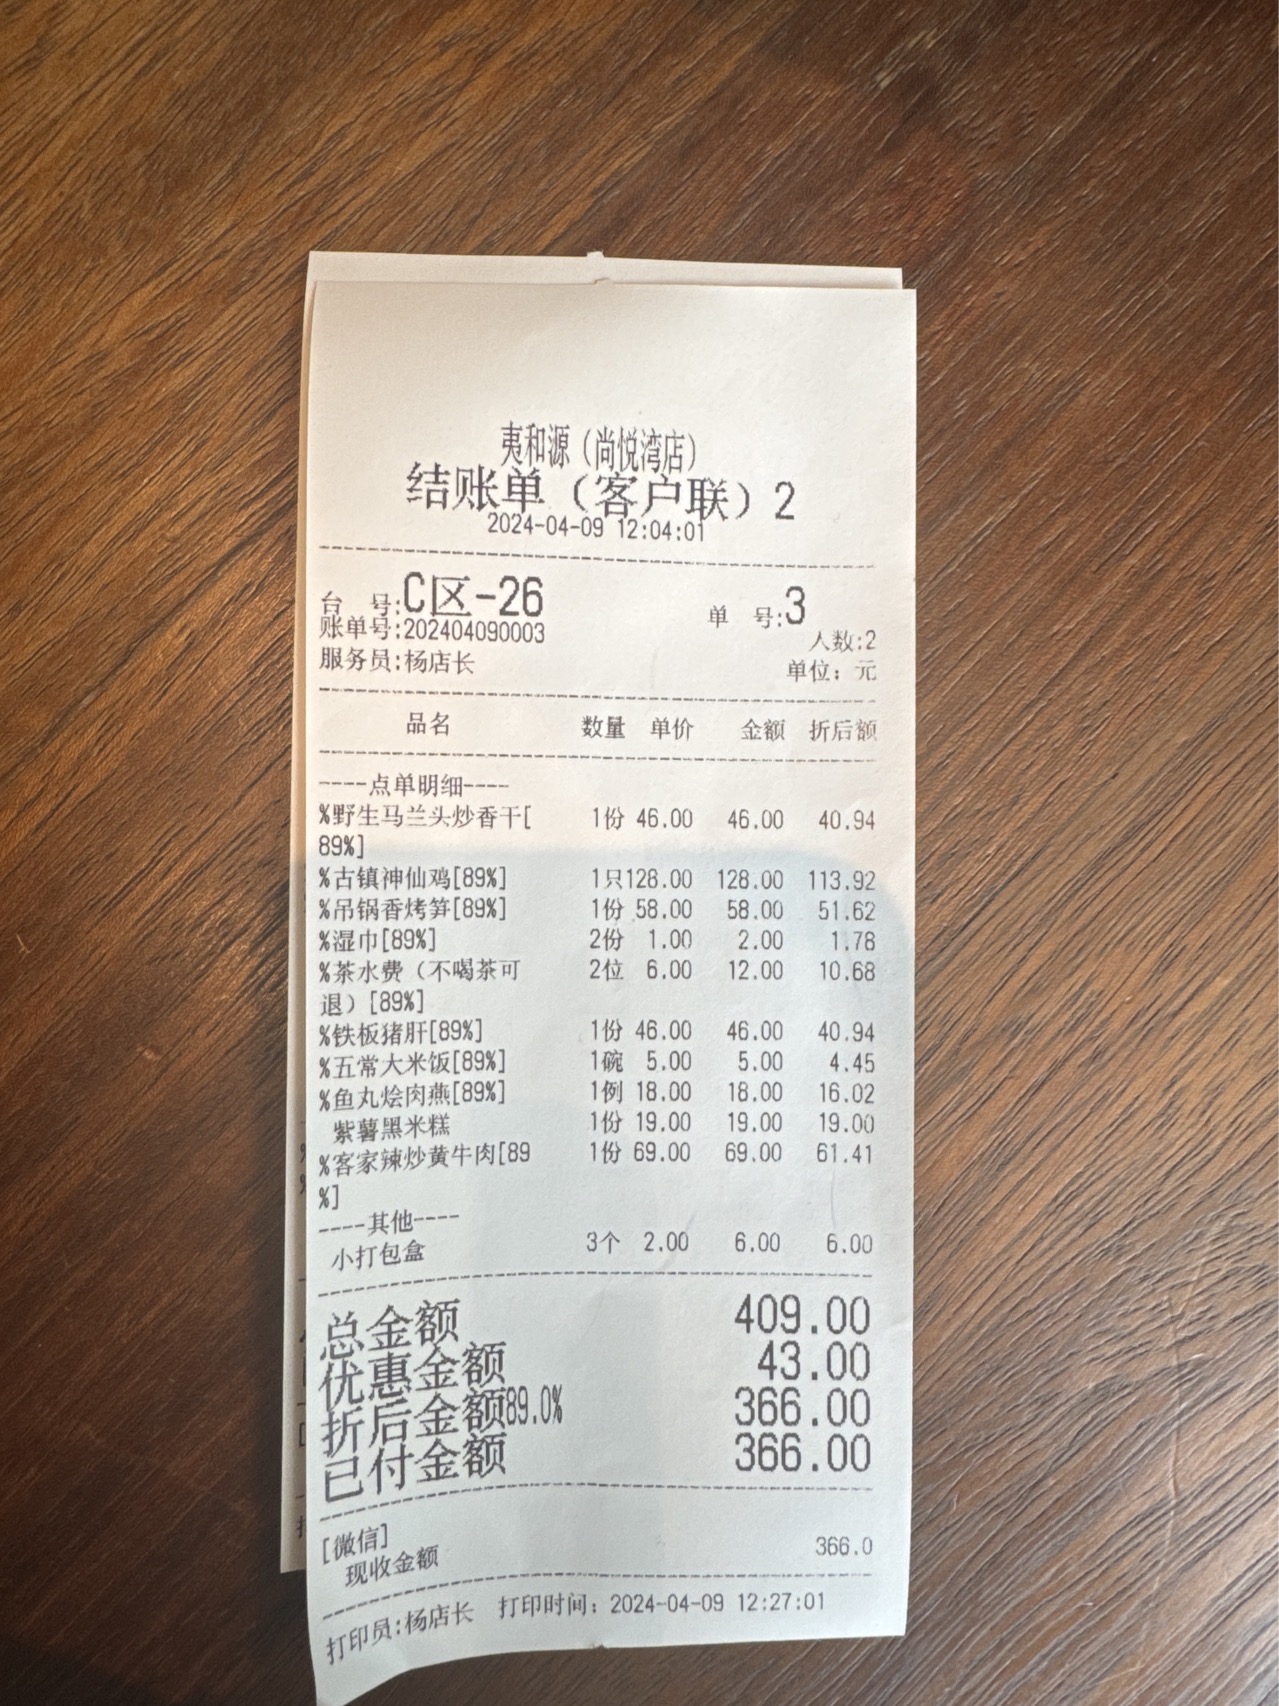 夷和源（尚悦湾店）
结账单（客户联）2
2024-04-09 12:04:01
台 号:C区-26 单 号:3
账单号:202404090003 人数:2
服务员:杨店长 单位：元
品名 数量 单价 金额 折后额
----点单明细----
%野生马兰头炒香干[ 1份 46.00 46.00 40.94
89%]
%古镇神仙鸡[89%] 1只128.00 128.00 113.92
%吊锅香烤笋[89%] 1份 58.00 58.00 51.62
%湿巾[89%] 2份 1.00 2.00 1.78
%茶水费（不喝茶可 2位 6.00 12.00 10.68
退）[89%]
%铁板猪肝[89%] 1份 46.00 46.00 40.94
%五常大米饭[89%] 1碗 5.00 5.00 4.45
%鱼丸烩肉燕[89%] 1例 18.00 18.00 16.02
紫薯黑米糕 1份 19.00 19.00 19.00
%客家辣炒黄牛肉[89 1份 69.00 69.00 61.41
%]
----其他----
小打包盒 3个 2.00 6.00 6.00
总金额 409.00
优惠金额 43.00
折后金额89.0% 366.00
已付金额 366.00
[微信]
现收金额 366.0
打印员:杨店长 打印时间：2024-04-09 12:27:01